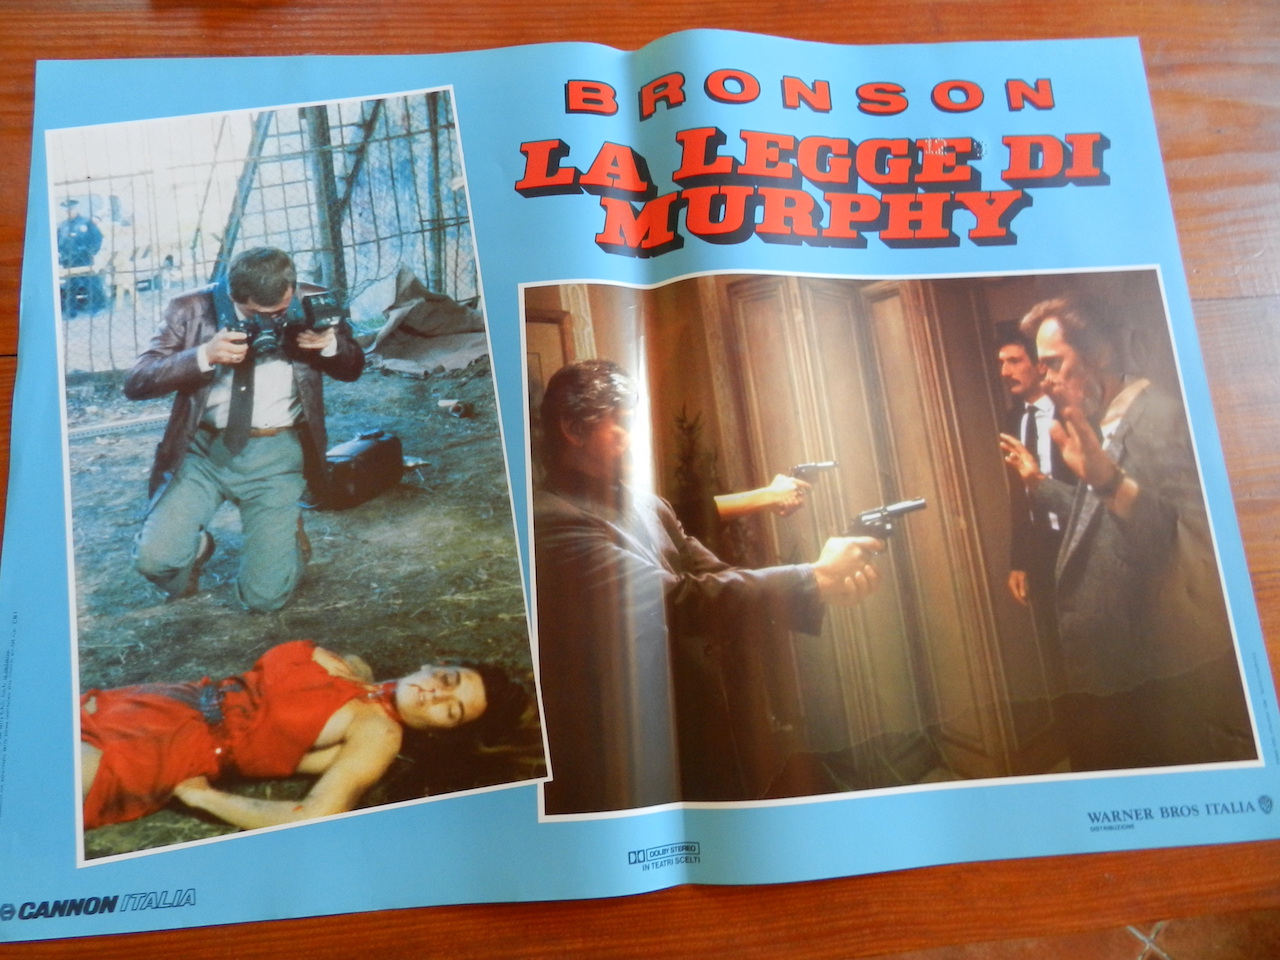 BRONSON
LA LEGGE DI
MURPHY
WARNER BROS ITALIA
DISTRIBUZIONE
DOLBY STEREO
IN TEATRI SCELTI
CANNON ITALIA